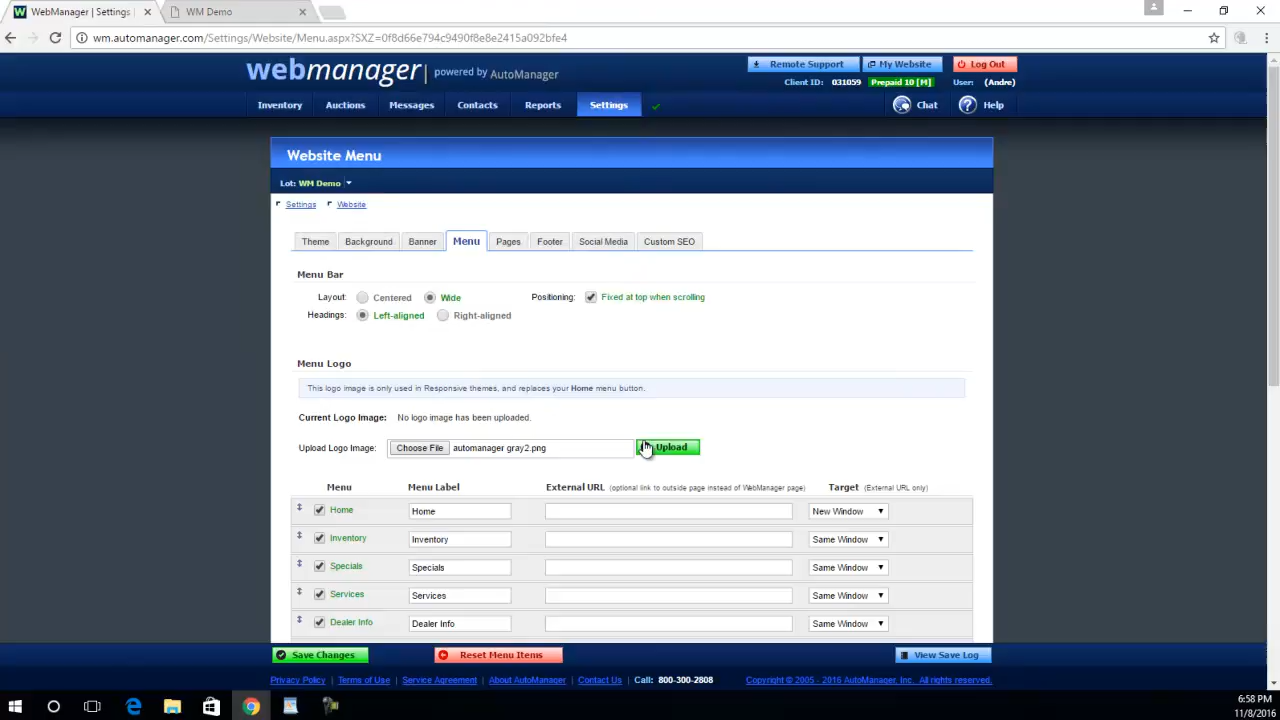 WebManager | Settings
WM Demo
wm.automanager.com/Settings/Website/Menu.aspx?SXZ=0f8d66e794c9490f8e8e2415a092bfe4
webmanager | powered by AutoManager
Remote Support My Website Log Out
Client ID: 031059 Prepaid 10 [M] User: (Andre)
Inventory Auctions Messages Contacts Reports Settings Chat Help
Website Menu
Lot: WM Demo
Settings Website
Theme Background Banner Menu Pages Footer Social Media Custom SEO
Menu Bar
Layout: Centered Wide Positioning: Fixed at top when scrolling
Headings: Left-aligned Right-aligned
Menu Logo
This logo image is only used in Responsive themes, and replaces your Home menu button.
Current Logo Image: No logo image has been uploaded.
Upload Logo Image: Choose File automanager gray2.png Upload
Menu Menu Label External URL (optional link to outside page instead of WebManager page) Target (External URL only)
Home Home New Window
Inventory Inventory Same Window
Specials Specials Same Window
Services Services Same Window
Dealer Info Dealer Info Same Window
Save Changes Reset Menu Items View Save Log
Privacy Policy Terms of Use Service Agreement About AutoManager Contact Us Call: 800-300-2808 Copyright © 2005 - 2016 AutoManager, Inc. All rights reserved.
6:58 PM
11/8/2016